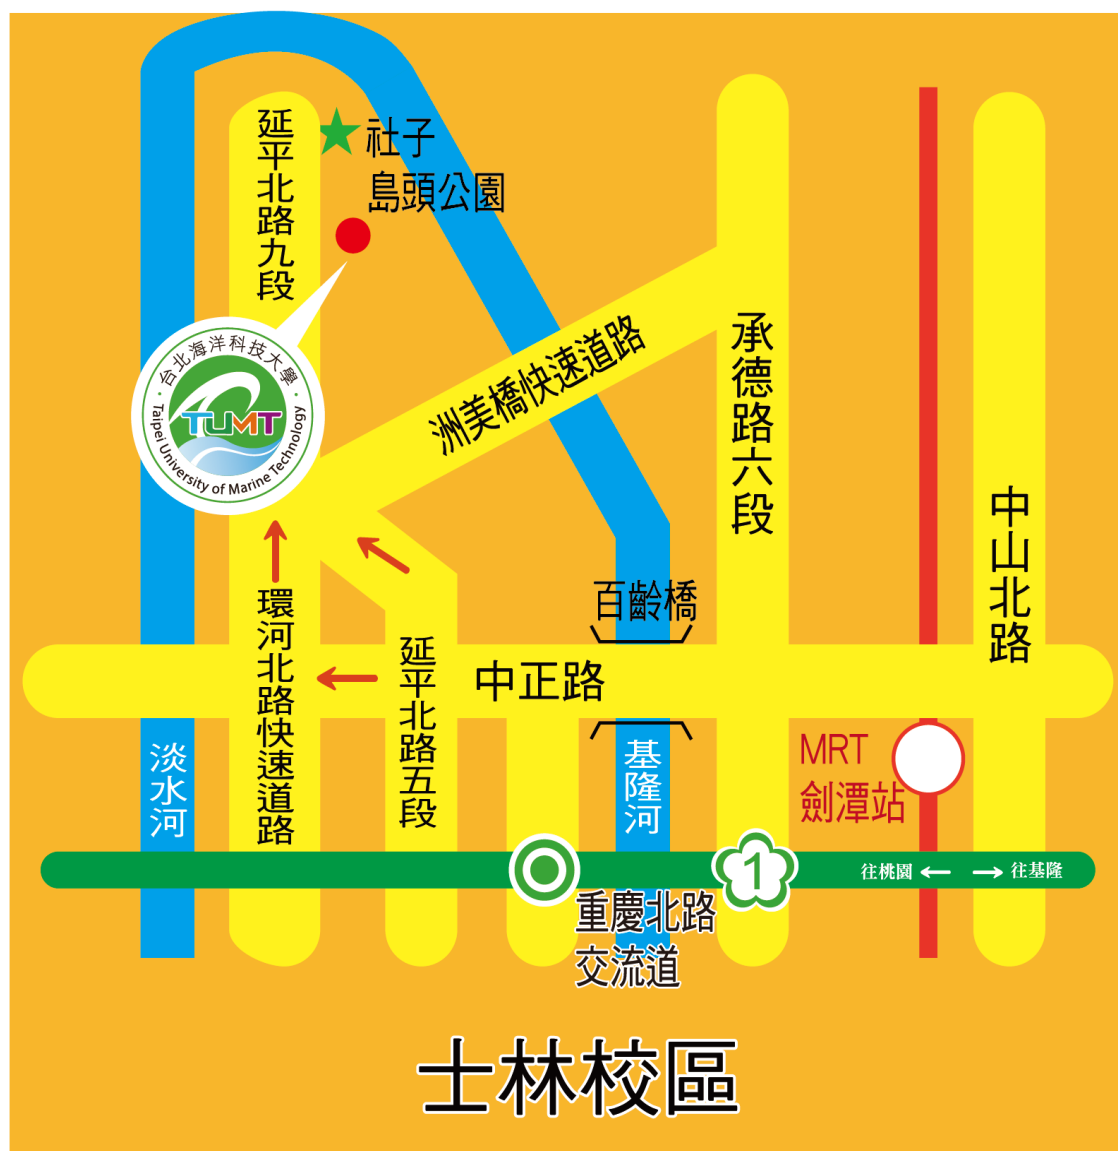 延平北路九段
社子
島頭公園
台北海洋科技大學
TUMT
Taipei University of Marine Technology
洲美橋快速道路
承德路六段
中山北路
百齡橋
環河北路快速道路
延平北路五段
中正路
淡水河
基隆河
MRT
劍潭站
1
往桃園
往基隆
重慶北路
交流道
士林校區